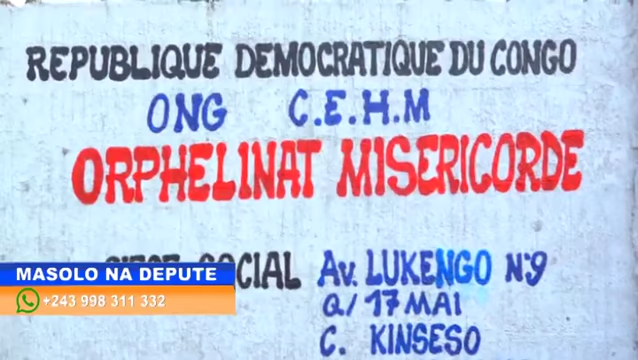 REPUBLIQUE DEMOCRATIQUE DU CONGO
ONG C.E.H.M
ORPHELINAT MISERICORDE
SOCIAL Av. LUKENGO N°9
Q/ 17 MAI
C. KINSESO
MASOLO NA DEPUTE
+243 998 311 332